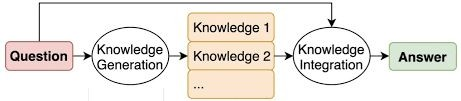 Question
Knowledge
Generation
Knowledge 1
Knowledge 2
...
Knowledge
Integration
Answer